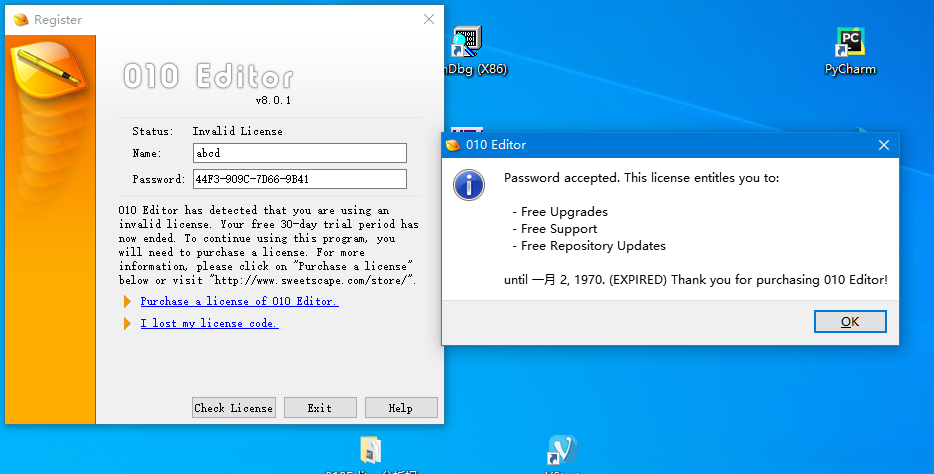 Register
010 Editor
v8.0.1
Status: Invalid License
Name: abcd
Password: 44F3-909C-7D66-9B41
010 Editor has detected that you are using an
invalid license. Your free 30-day trial period has
now ended. To continue using this program, you
will need to purchase a license. For more
information, please click on "Purchase a license"
below or visit "http://www.sweetscape.com/store/".
Purchase a license of 010 Editor.
I lost my license code.
Check License
Exit
Help
nDbg (X86)
PC
PyCharm
010 Editor
Password accepted. This license entitles you to:
- Free Upgrades
- Free Support
- Free Repository Updates
until 一月 2, 1970. (EXPIRED) Thank you for purchasing 010 Editor!
OK